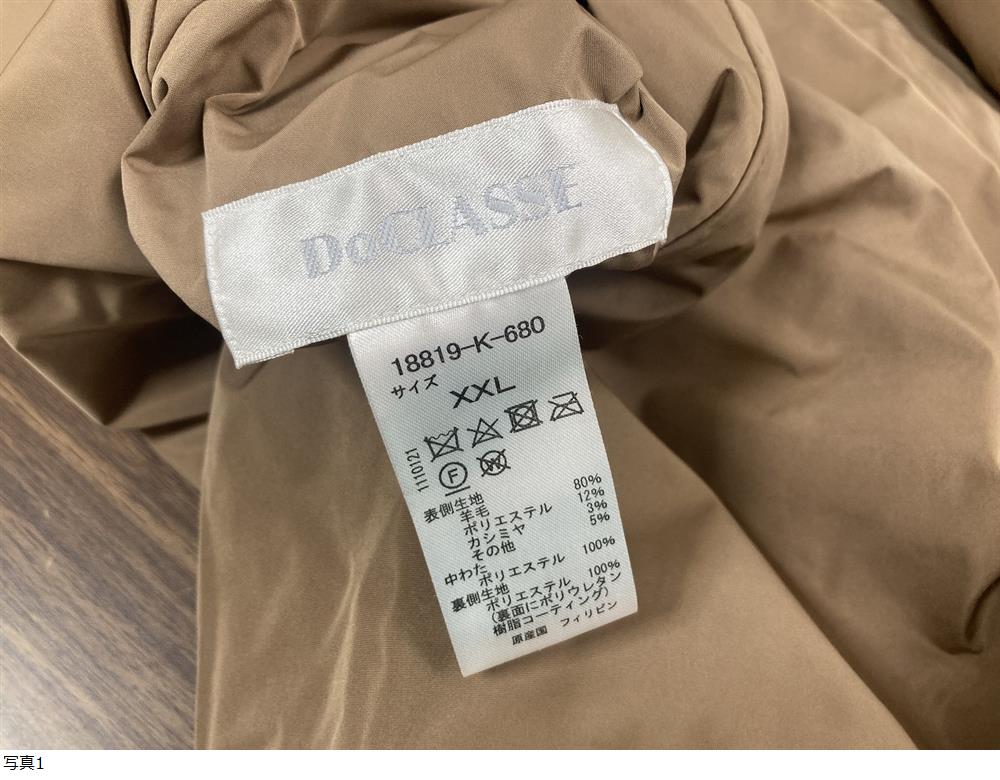 DoCLASSE
18819-K-680
サイズ
XXL
1110121
F
W
表側生地
羊毛 80%
ポリエステル 12%
カシミヤ 3%
その他 5%
中わた
ポリエステル 100%
裏側生地
ポリエステル 100%
(裏面にポリウレタン
樹脂コーティング)
原産国 フィリピン
写真1